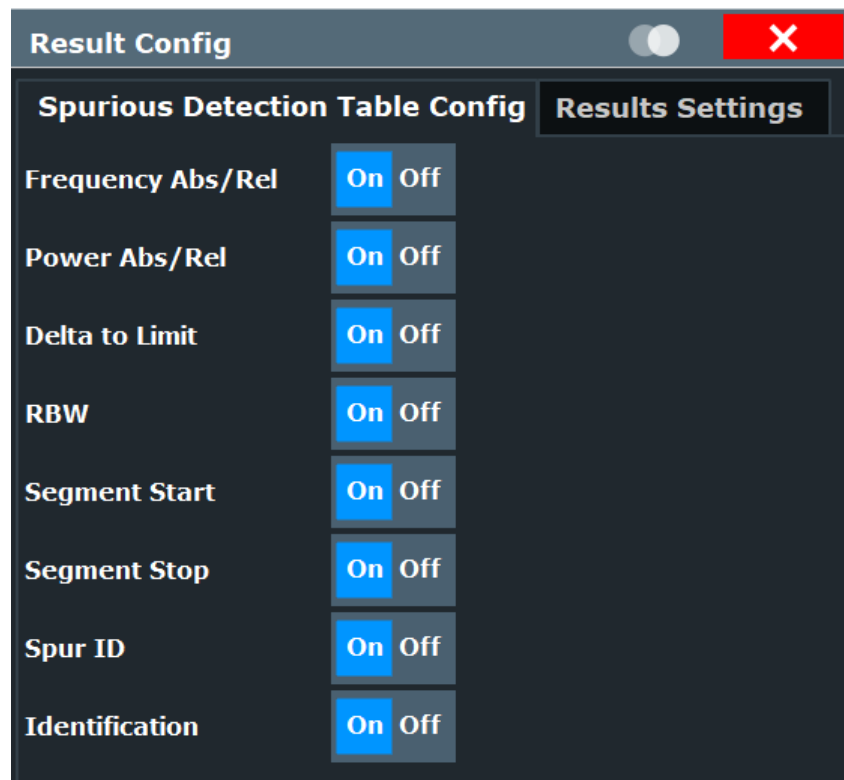 Result Config
Spurious Detection Table Config Results Settings
Frequency Abs/Rel On Off
Power Abs/Rel On Off
Delta to Limit On Off
RBW On Off
Segment Start On Off
Segment Stop On Off
Spur ID On Off
Identification On Off